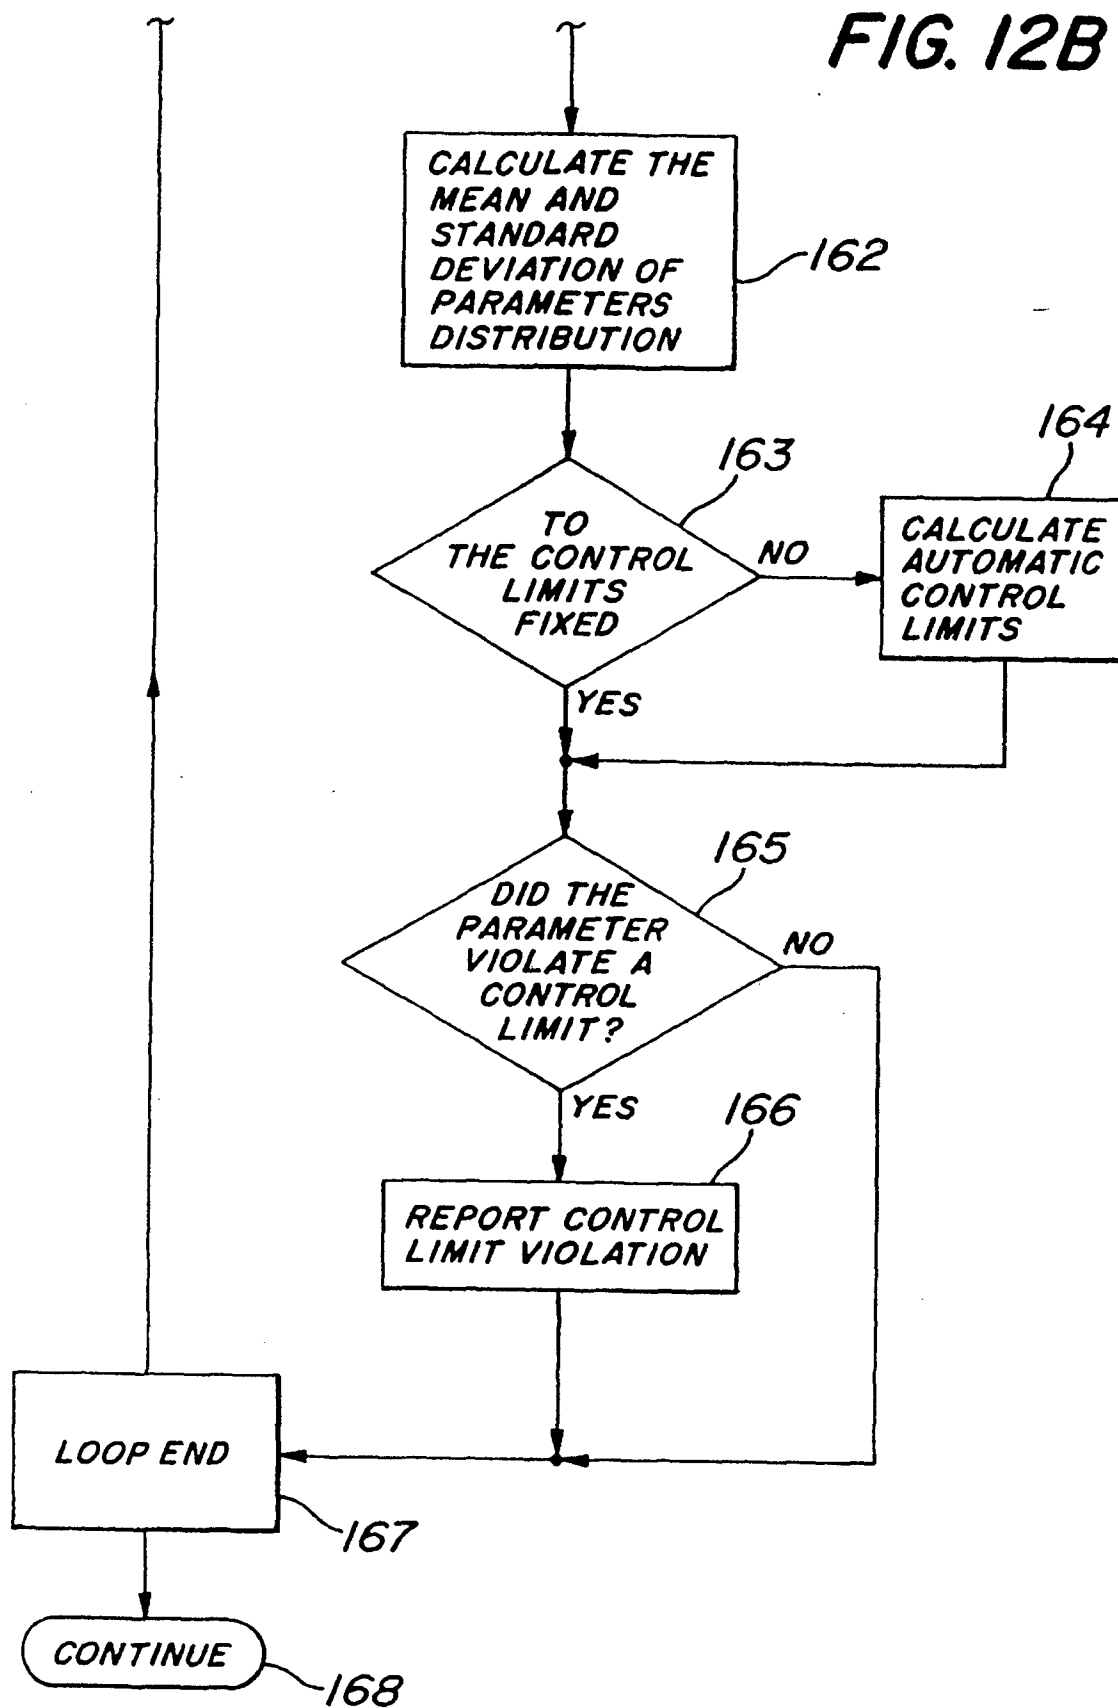 FIG. 12B
CALCULATE THE
MEAN AND
STANDARD
DEVIATION OF
PARAMETERS
DISTRIBUTION
162
163
164
TO
THE CONTROL
LIMITS
FIXED
NO
CALCULATE
AUTOMATIC
CONTROL
LIMITS
YES
165
DID THE
PARAMETER
VIOLATE A
CONTROL
LIMIT?
NO
YES
166
REPORT CONTROL
LIMIT VIOLATION
LOOP END
167
CONTINUE
168